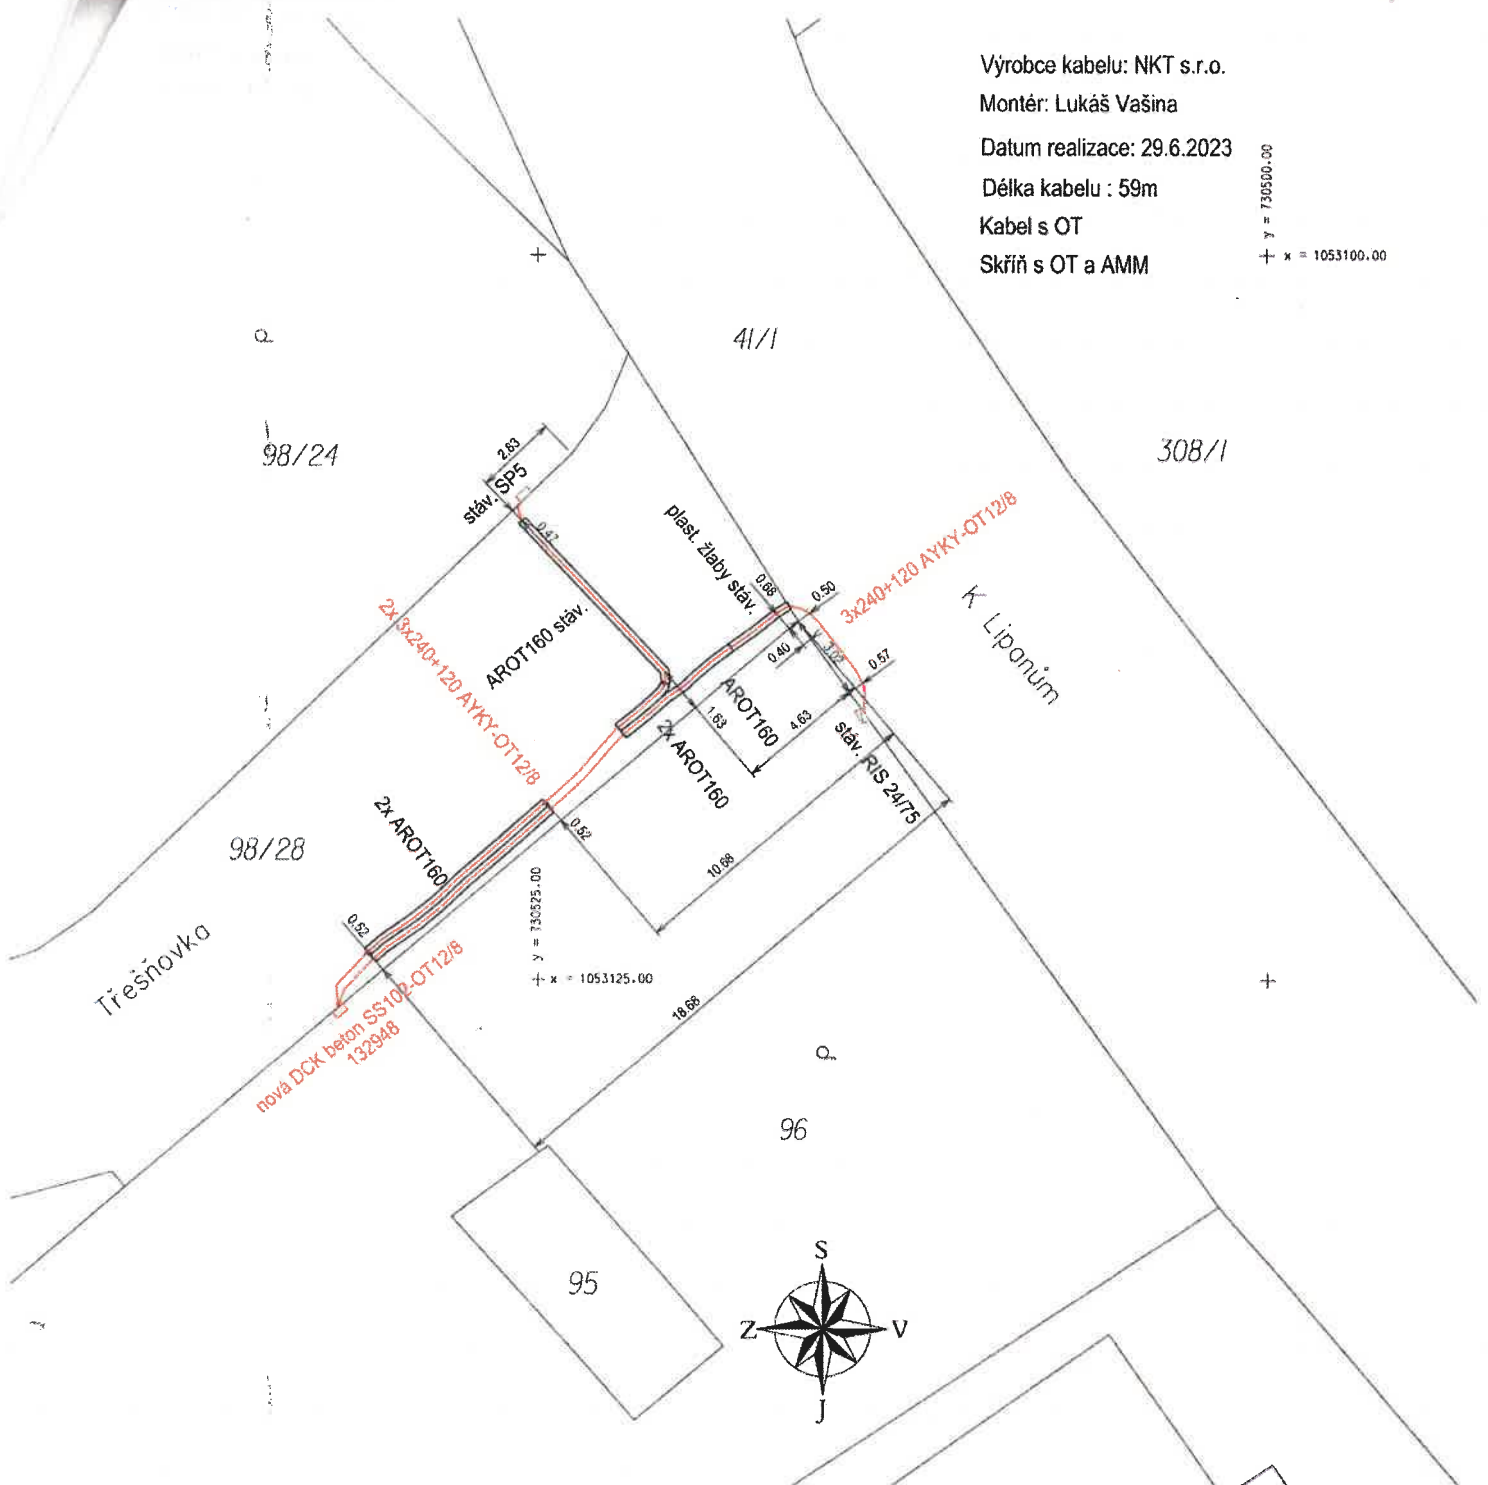 Výrobce kabelu: NKT s.r.o.
Montér: Lukáš Vašina
Datum realizace: 29.6.2023
Délka kabelu : 59m
Kabel s OT
Skříň s OT a AMM
y = 730500.00
x = 1053100.00
41/1
98/24
308/1
2.63
stáv. SP5
0.47
plast. žlaby stáv.
0.68
0.50
3x240+120 AYKY-OT12/8
K Lipanům
2x 3x240+120 AYKY-OT12/8
AROT160 stáv.
0.40
3.02
0.57
AROT160
1.63
4.63
2x AROT160
stáv. RIS 24/75
2x AROT160
0.52
10.68
98/28
0.52
Třešňovka
y = 730525.00
x = 1053125.00
nová DCK beton SS102-OT12/8
132948
18.68
96
95
S
Z
V
J